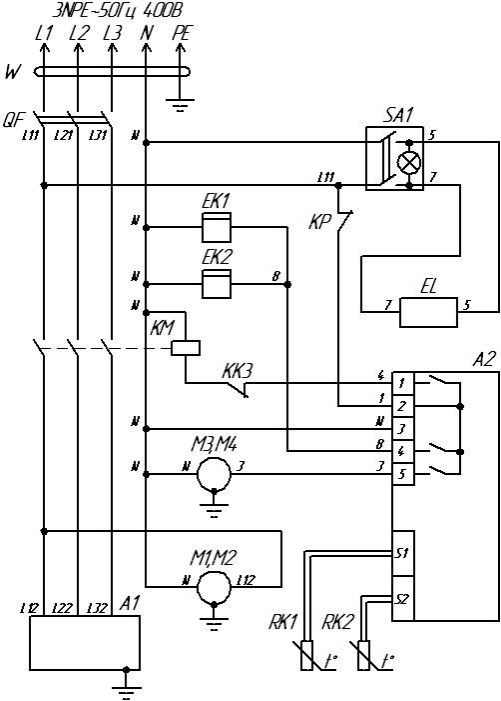 3NPE~50Гц 400В
L1 L2 L3 N PE
W
QF
L11 L21 L31 N
SA1
5
L11 7
EK1
N
KP
EK2
N 8
N
EL
7 5
KM
KK3
A2
4 1
1 2
N N 3
M3,M4
8 4
N 3 3 5
M1,M2
S1
N L12
L12 L22 L32 A1
S2
RK1 RK2
t° t°